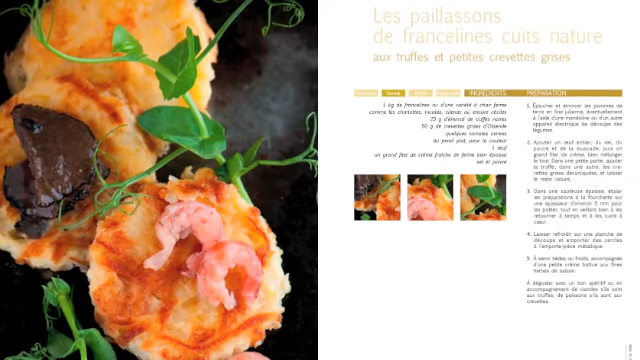 Les paillassons
de francelines cuits nature
aux truffes et petites crevettes grises
Ferme
INGRÉDIENTS
PRÉPARATION
1 kg de francelines ou d'une variété à chair ferme
comme les charlottes, nicolas, stemas ou encore céciles
25 g d'émincé de truffes noires
50 g de crevettes grises d'Ostende
quelques tomates cerises
du persil plat, pour la couleur
1 œuf
un grand filet de crème fraîche de ferme bien épaisse
sel et poivre
1. Éplucher et émincer les pommes de
terre en fine julienne, éventuellement
à l'aide d'une mandoline ou d'un autre
appareil électrique de découpe des
légumes.
2. Ajouter un œuf entier, du sel, du
poivre et de la muscade, puis un
grand filet de crème, bien mélanger
le tout. Dans une petite partie, ajouter
la truffe, dans une autre, les cre-
vettes grises décortiquées, et laisser
le reste nature.
3. Dans une sauteuse épaisse, étaler
les préparations à la fourchette sur
une épaisseur d'environ 5 mm pour
les poêler, tout en veillant bien à les
retourner à temps et à les cuire à
cœur.
4. Laisser refroidir sur une planche de
découpe et emporter des cercles
à l'emporte-pièce métallique.
5. À servir tièdes ou froids, accompagnés
d'une petite crème battue aux fines
herbes de saison.
À déguster avec un bon apéritif ou en
accompagnement de viandes s'ils sont
aux truffes, de poissons s'ils sont aux
crevettes.